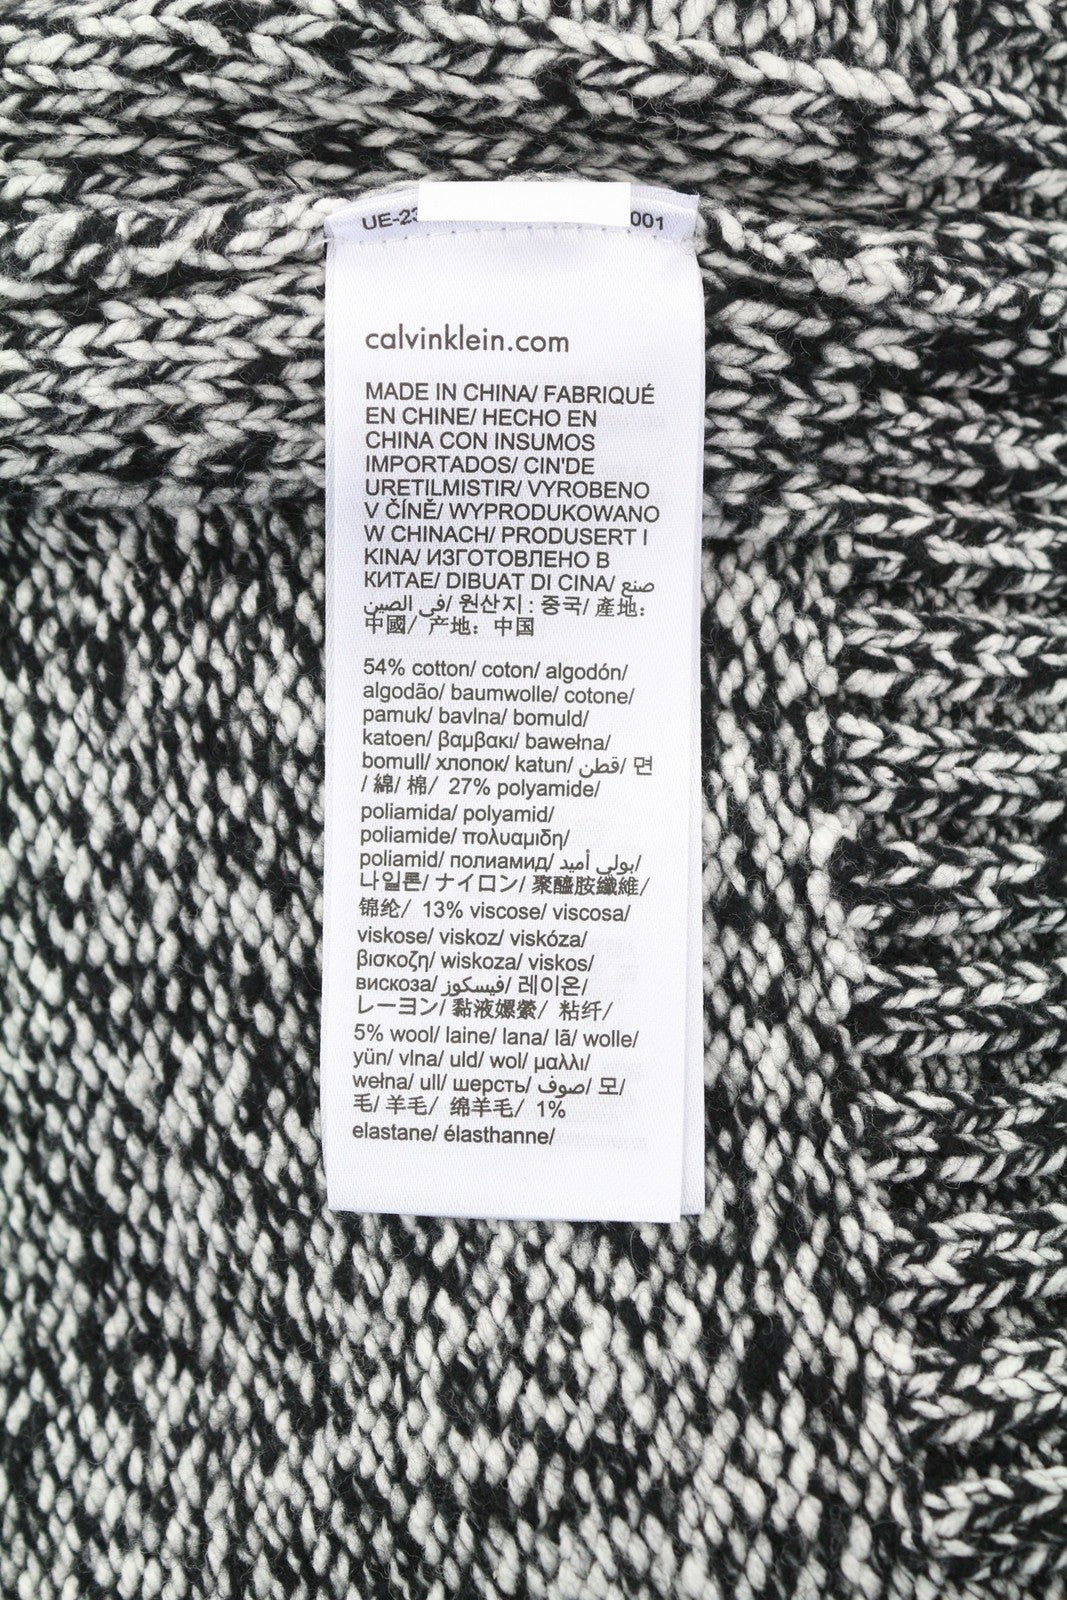 UE-23 001
calvinklein.com
MADE IN CHINA/ FABRIQUÉ
EN CHINE/ HECHO EN
CHINA CON INSUMOS
IMPORTADOS/ CIN'DE
URETILMISTIR/ VYROBENO
V ČÍNĚ/ WYPRODUKOWANO
W CHINACH/ PRODUSERT I
KINA/ ИЗГОТОВЛЕНО В
КИТАЕ/ DIBUAT DI CINA/ صنع
في الصين/ 원산지 : 중국/ 產地:
中國/ 产地: 中国
54% cotton/ coton/ algodón/
algodão/ baumwolle/ cotone/
pamuk/ bavlna/ bomuld/
katoen/ βαμβακι/ bawełna/
bomull/ хлопок/ katun/ قطن/ 면
/ 綿/ 棉/ 27% polyamide/
poliamida/ polyamid/
poliamide/ πολυαμιδη/
poliamid/ полиамид/ بولي أميد/
나일론/ ナイロン/ 聚醯胺纖維/
锦纶/ 13% viscose/ viscosa/
viskose/ viskoz/ viskóza/
βισκοζη/ wiskoza/ viskos/
вискоза/ فيسكوز/ 레이온/
レーヨン/ 黏液嫘縈/ 粘纤/
5% wool/ laine/ lana/ lã/ wolle/
yün/ vlna/ uld/ wol/ μαλλι/
wełna/ ull/ шерсть/ صوف/ 모/
毛/ 羊毛/ 绵羊毛/ 1%
elastane/ élasthanne/